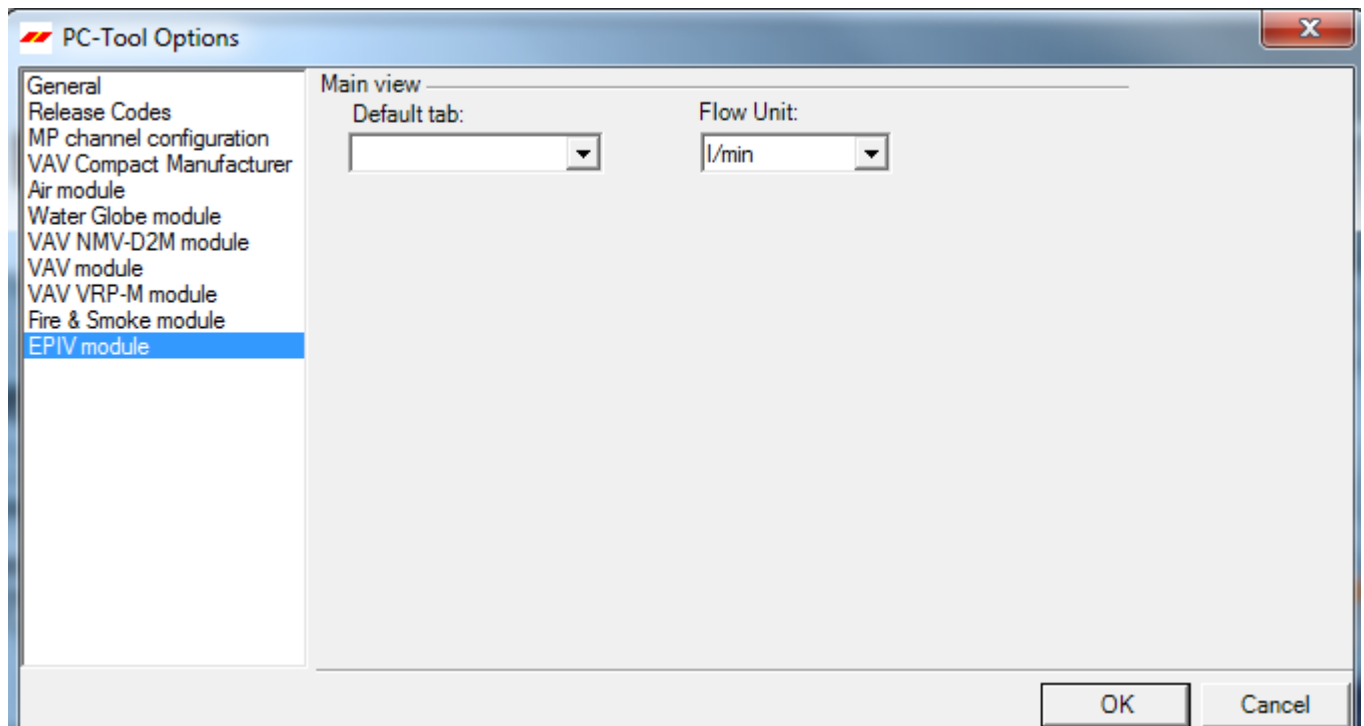 PC-Tool Options
General
Release Codes
MP channel configuration
VAV Compact Manufacturer
Air module
Water Globe module
VAV NMV-D2M module
VAV module
VAV VRP-M module
Fire & Smoke module
EPIV module
Main view
Default tab:
Flow Unit:
l/min
OK
Cancel